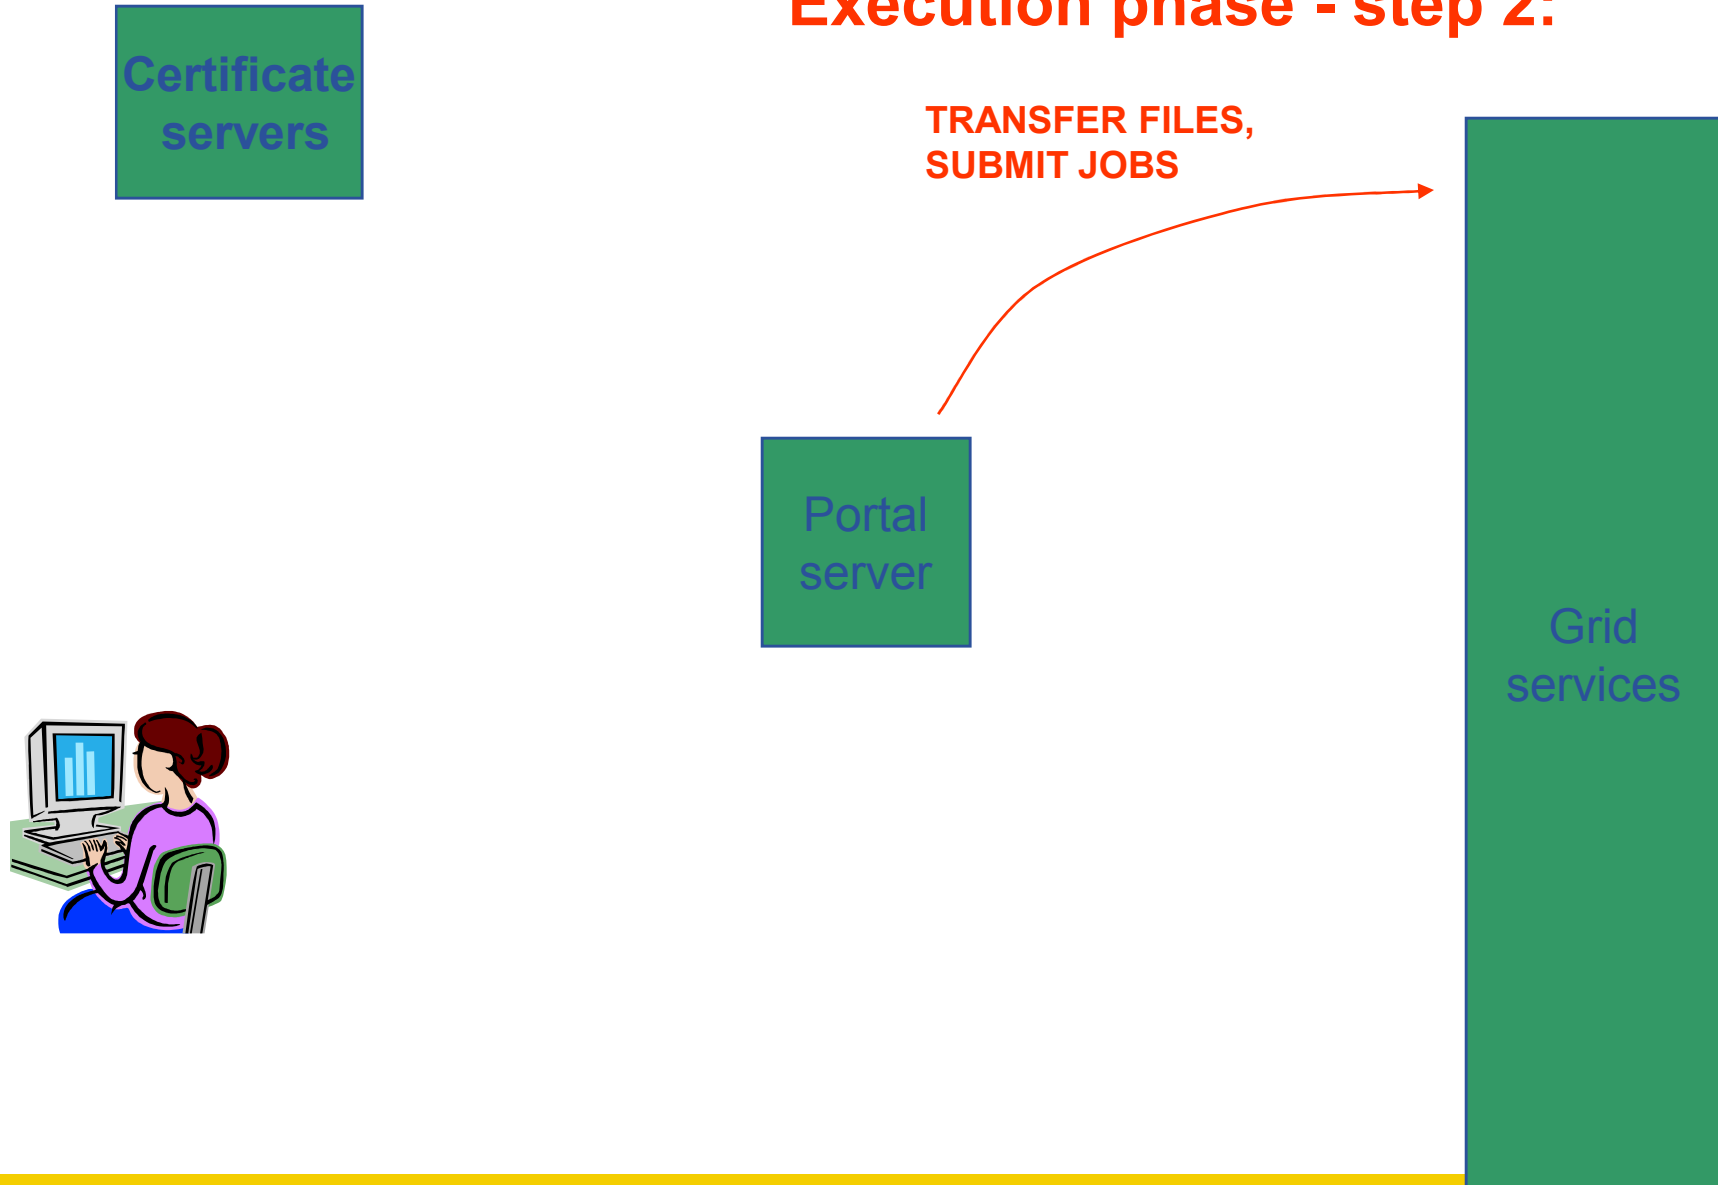 Execution phase - step 2:
Certificate
servers
TRANSFER FILES,
SUBMIT JOBS
Portal
server
Grid
services